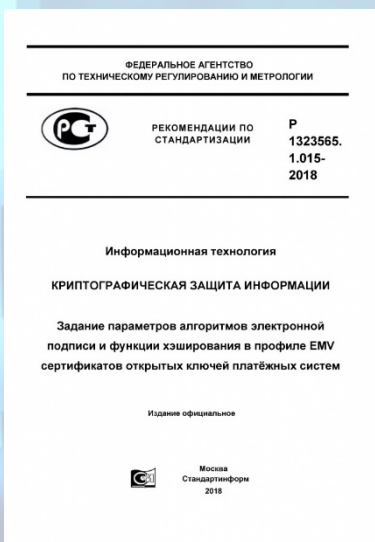 ФЕДЕРАЛЬНОЕ АГЕНТСТВО
ПО ТЕХНИЧЕСКОМУ РЕГУЛИРОВАНИЮ И МЕТРОЛОГИИ
РСТ
РЕКОМЕНДАЦИИ ПО
СТАНДАРТИЗАЦИИ
Р
1323565.
1.015-
2018
Информационная технология
КРИПТОГРАФИЧЕСКАЯ ЗАЩИТА ИНФОРМАЦИИ
Задание параметров алгоритмов электронной
подписи и функции хэширования в профиле EMV
сертификатов открытых ключей платёжных систем
Издание официальное
Москва
Стандартинформ
2018